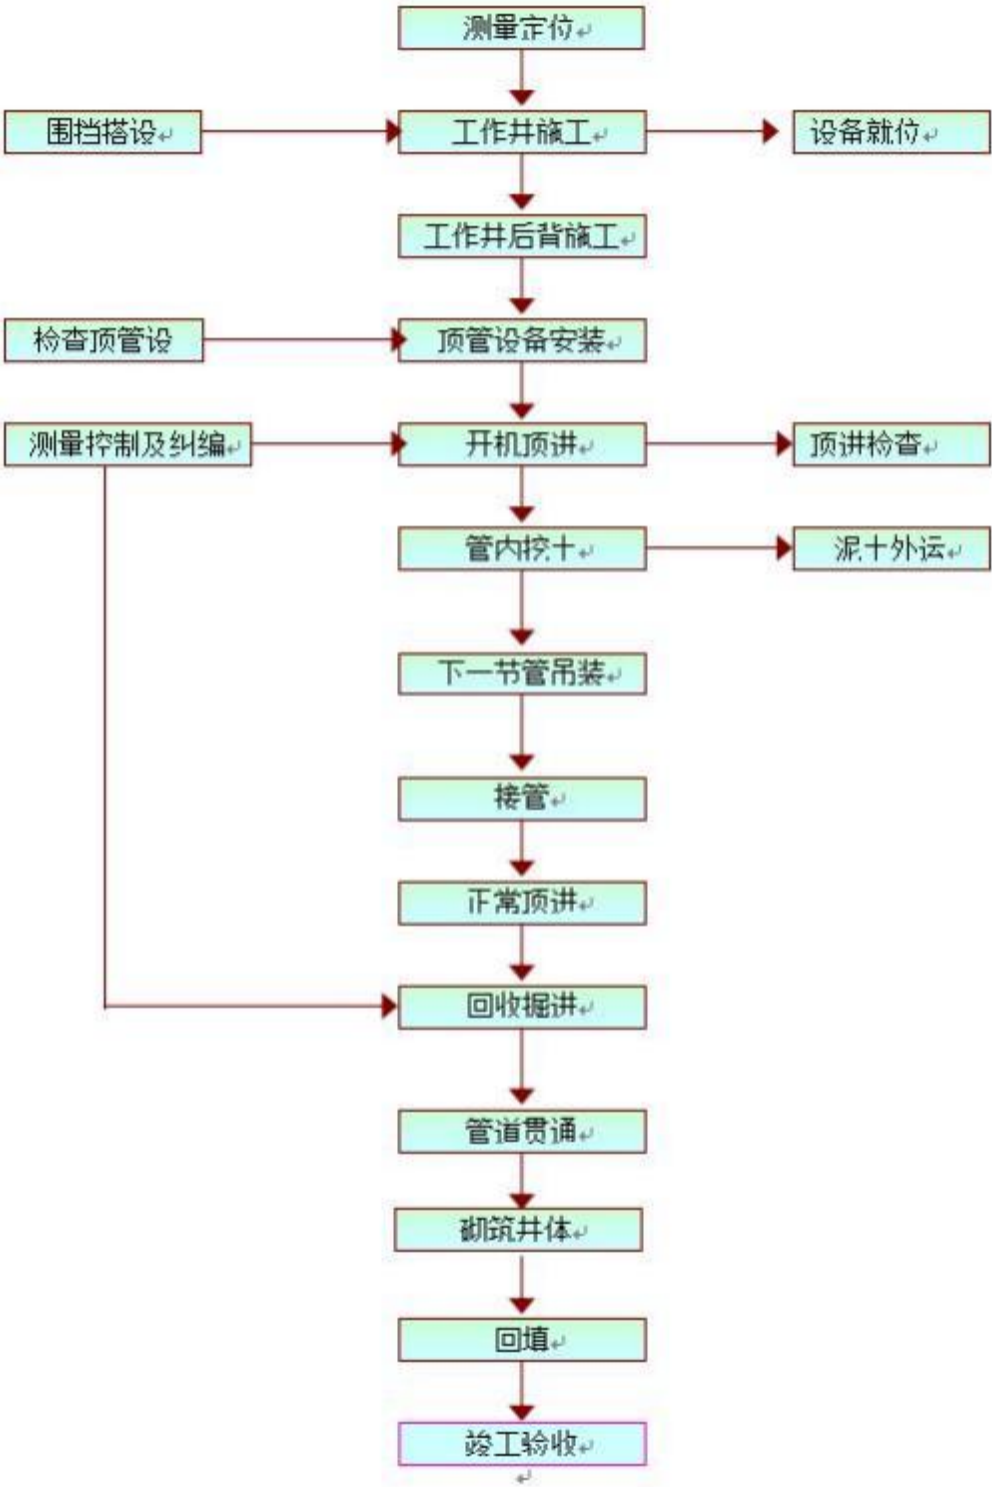 测量定位
围挡搭设
工作井施工
设备就位
工作井后背施工
检查顶管设
顶管设备安装
测量控制及纠编
开机顶进
顶进检查
管内挖土
泥土外运
下一节管吊装
接管
正常顶进
回收掘进
管道贯通
砌筑井体
回填
竣工验收